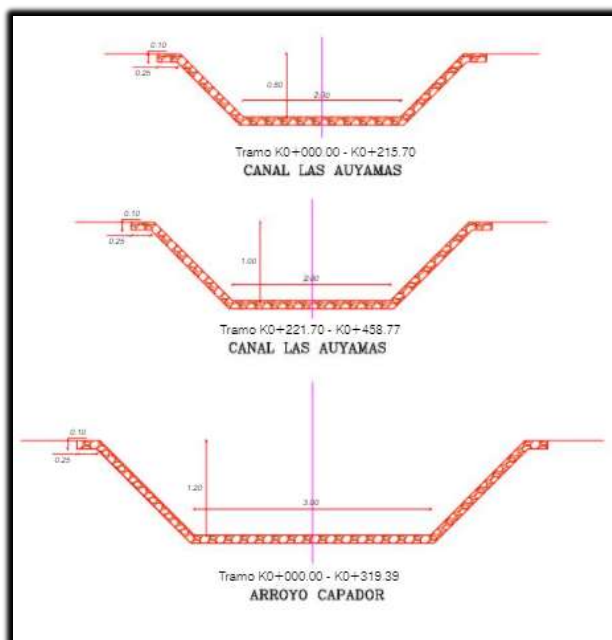 0.10
0.25
0.80
2.00
Tramo K0+000.00 - K0+215.70
CANAL LAS AUYAMAS
0.10
0.25
1.00
2.00
Tramo K0+221.70 - K0+458.77
CANAL LAS AUYAMAS
0.10
0.25
1.20
3.00
Tramo K0+000.00 - K0+319.39
ARROYO CAPADOR